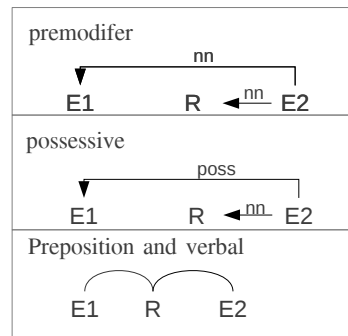 premodifer
nn
E1 R nn E2
possessive
poss
E1 R nn E2
Preposition and verbal
E1 R E2